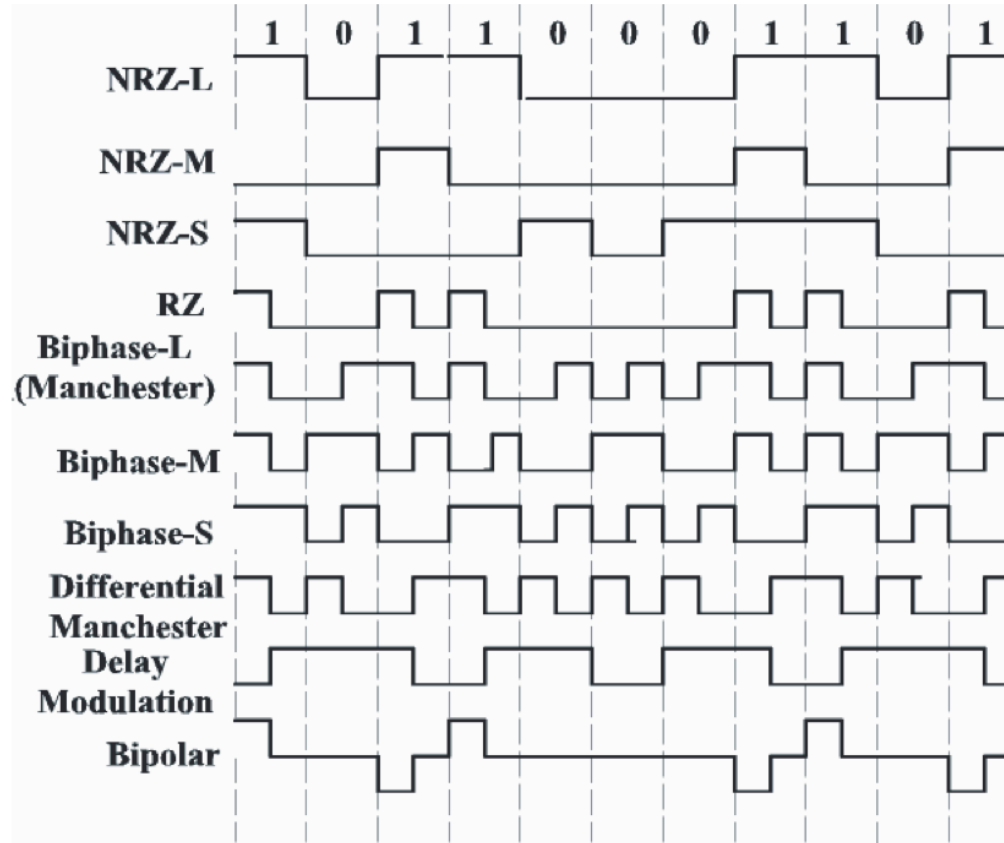 1 0 1 1 0 0 0 1 1 0 1
NRZ-L
NRZ-M
NRZ-S
RZ
Biphase-L
(Manchester)
Biphase-M
Biphase-S
Differential
Manchester
Delay
Modulation
Bipolar